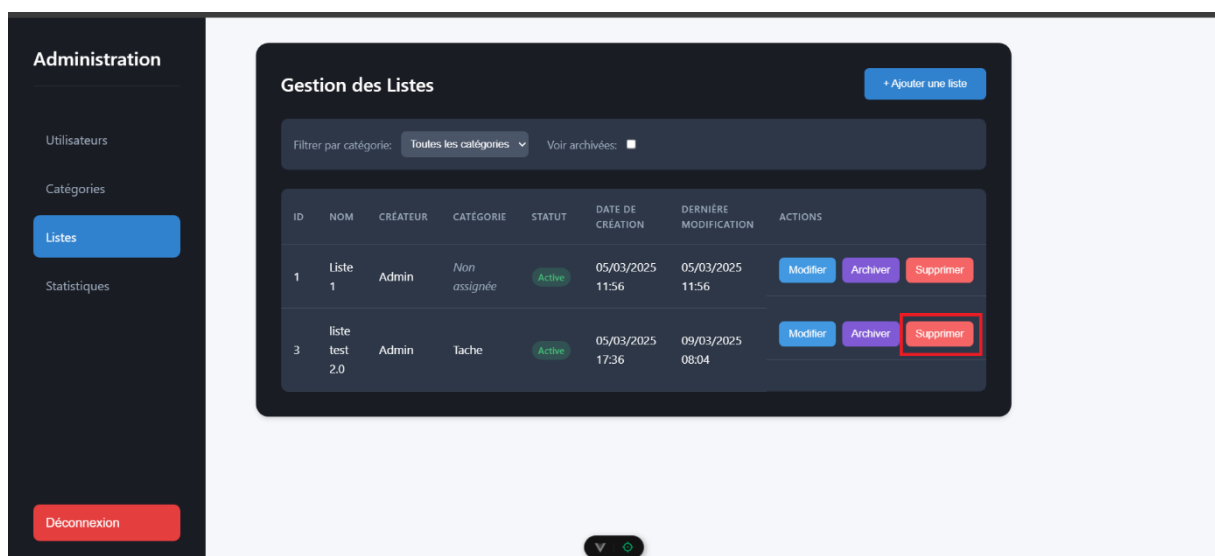 Administration
Utilisateurs
Catégories
Listes
Statistiques
Déconnexion
Gestion des Listes
+ Ajouter une liste
Filtrer par catégorie: Toutes les catégories Voir archivées:
ID NOM CRÉATEUR CATÉGORIE STATUT DATE DE CRÉATION DERNIÈRE MODIFICATION ACTIONS
1 Liste 1 Admin Non assignée Active 05/03/2025 11:56 05/03/2025 11:56 Modifier Archiver Supprimer
3 liste test 2.0 Admin Tache Active 05/03/2025 17:36 09/03/2025 08:04 Modifier Archiver Supprimer